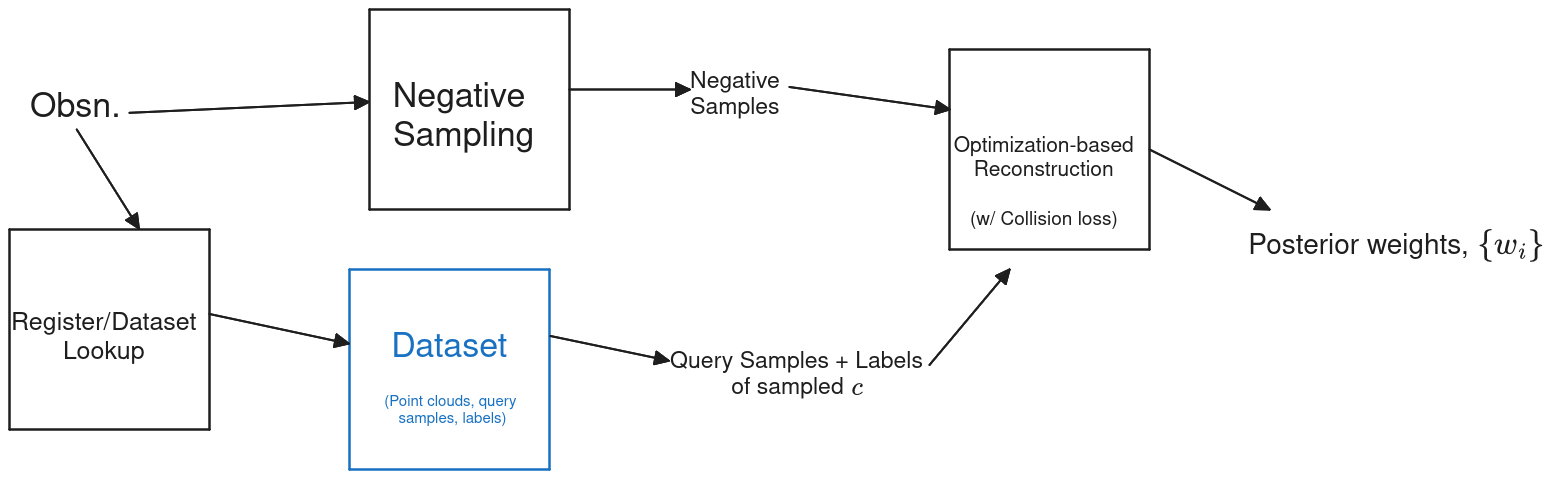 Obsn.
Negative
Sampling
Negative
Samples
Optimization-based
Reconstruction
(w/ Collision loss)
Posterior weights, {w_i}
Register/Dataset
Lookup
Dataset
(Point clouds, query
samples, labels)
Query Samples + Labels
of sampled c